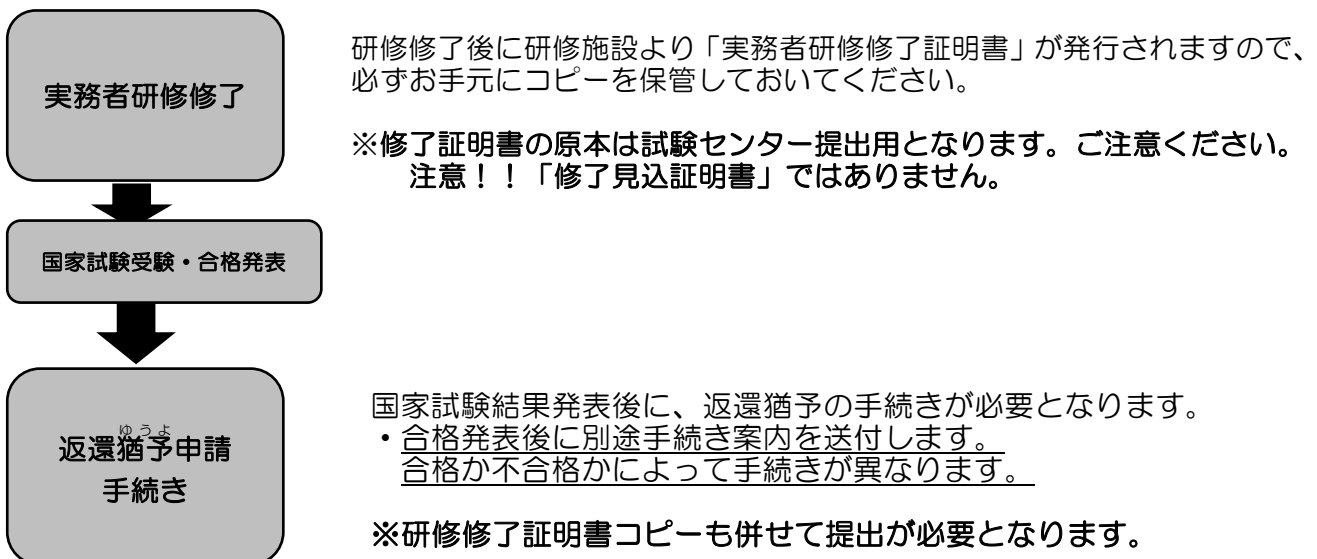 実務者研修修了
研修修了後に研修施設より「実務者研修修了証明書」が発行されますので、
必ずお手元にコピーを保管しておいてください。
※修了証明書の原本は試験センター提出用となります。ご注意ください。
注意！！「修了見込証明書」ではありません。
国家試験受験・合格発表
ゆうよ
返還猶予申請
手続き
国家試験結果発表後に、返還猶予の手続きが必要となります。
・合格発表後に別途手続き案内を送付します。
合格か不合格かによって手続きが異なります。
※研修修了証明書コピーも併せて提出が必要となります。